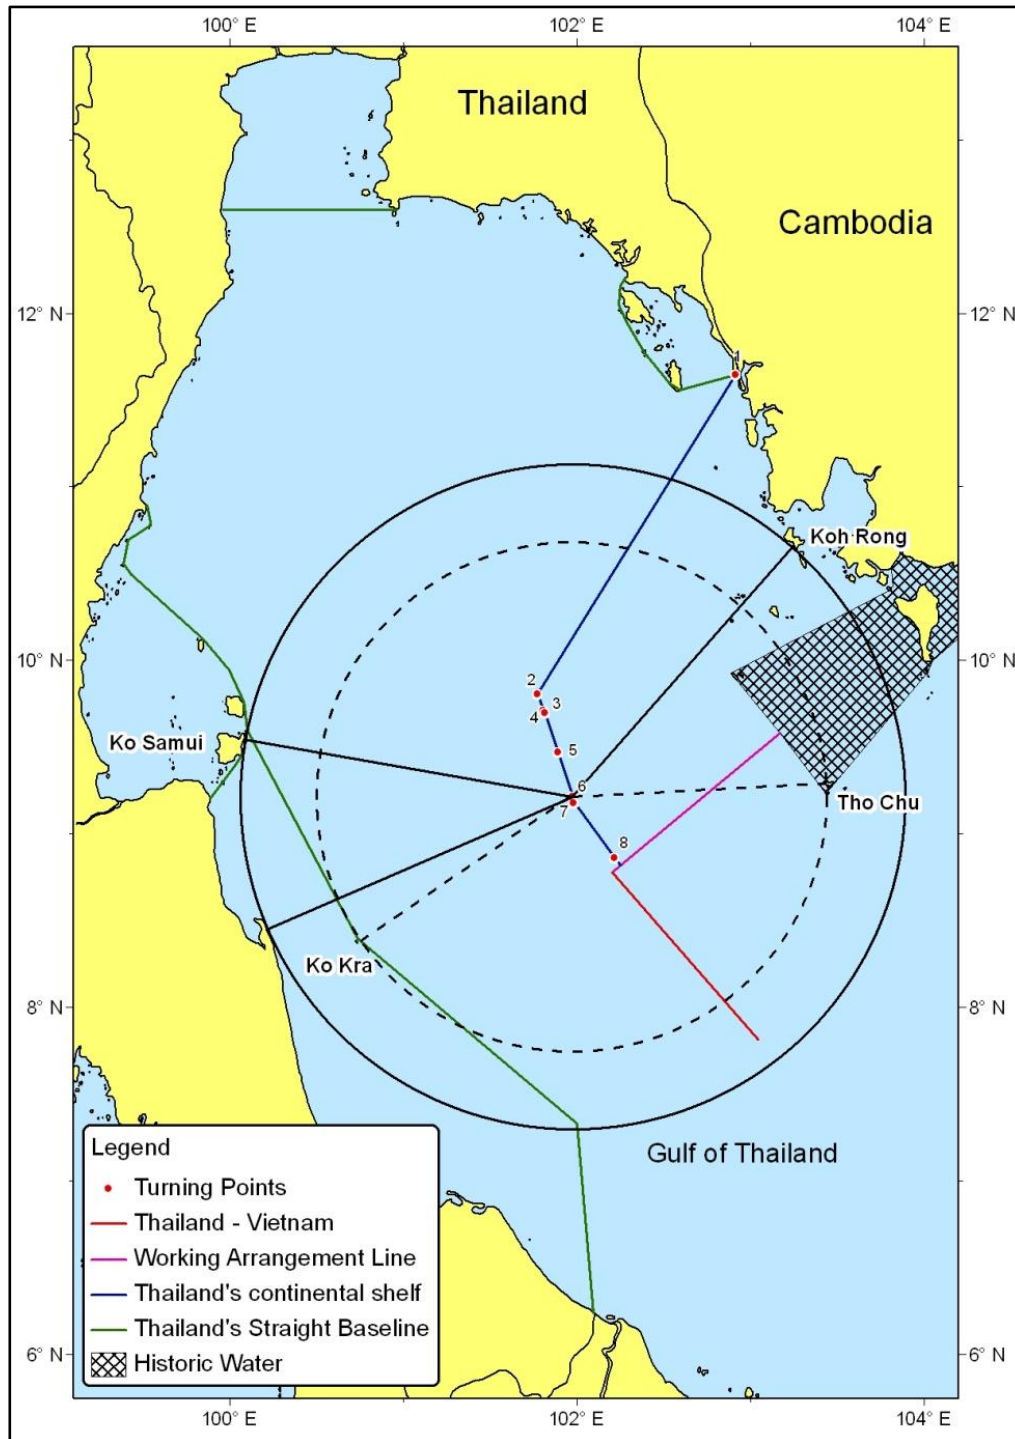 100° E 102° E 104° E
Thailand
Cambodia
12° N 12° N
1
Koh Rong
10° N 10° N
2
3
4
Ko Samui
5
6
Tho Chu
7
8
Ko Kra
8° N 8° N
Gulf of Thailand
Legend
Turning Points
Thailand - Vietnam
Working Arrangement Line
Thailand's continental shelf
Thailand's Straight Baseline
Historic Water
6° N 6° N
100° E 102° E 104° E